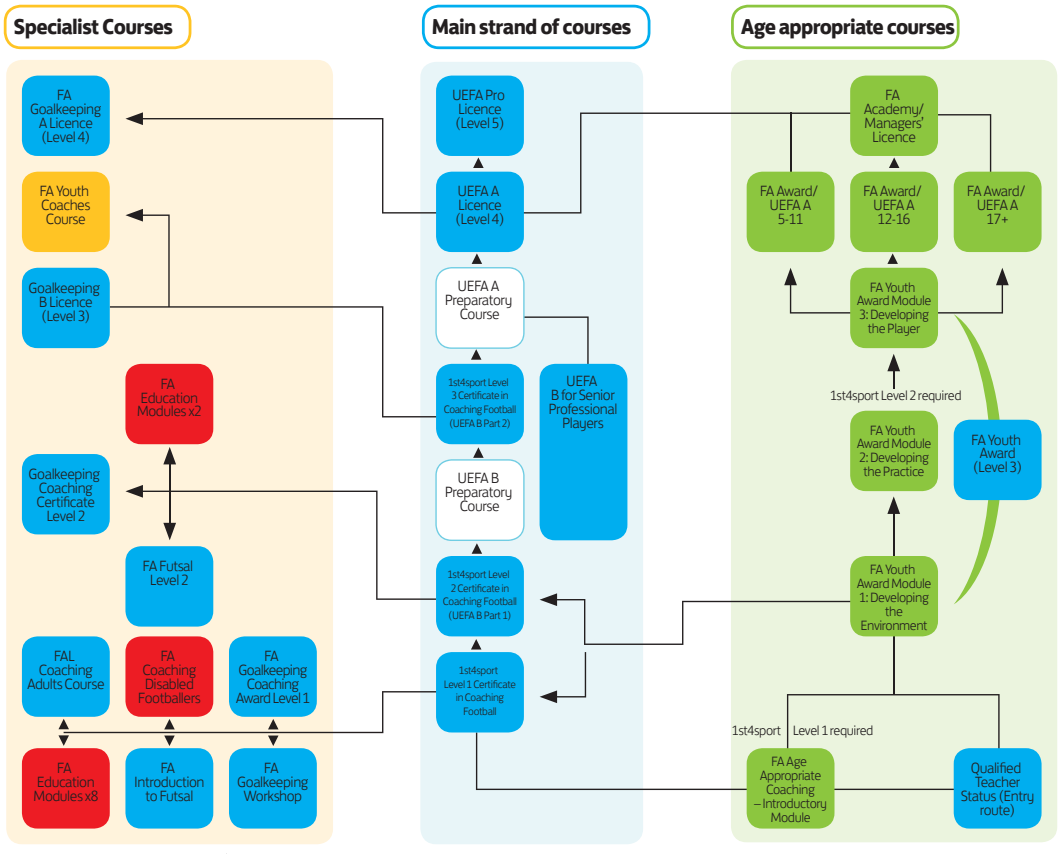 Specialist Courses
FA
Goalkeeping
A Licence
(Level 4)
FA Youth
Coaches
Course
Goalkeeping
B Licence
(Level 3)
FA
Education
Modules x2
Goalkeeping
Coaching
Certificate
Level 2
FA Futsal
Level 2
FAL
Coaching
Adults Course
FA
Coaching
Disabled
Footballers
FA
Goalkeeping
Coaching
Award Level 1
FA
Education
Modules x8
FA
Introduction
to Futsal
FA
Goalkeeping
Workshop
Main strand of courses
UEFA Pro
Licence
(Level 5)
UEFA A
Licence
(Level 4)
UEFA A
Preparatory
Course
1st4sport Level
3 Certificate in
Coaching Football
(UEFA B Part 2)
UEFA
B for Senior
Professional
Players
UEFA B
Preparatory
Course
1st4sport Level
2 Certificate in
Coaching Football
(UEFA B Part 1)
1st4sport
Level 1 Certificate
in Coaching
Football
Age appropriate courses
FA
Academy/
Managers'
Licence
FA Award/
UEFA A
5-11
FA Award/
UEFA A
12-16
FA Award/
UEFA A
17+
FA Youth
Award Module
3: Developing
the Player
1st4sport Level 2 required
FA Youth
Award Module
2: Developing
the Practice
FA Youth
Award
(Level 3)
FA Youth
Award Module
1: Developing
the
Environment
1st4sport Level 1 required
FA Age
Appropriate
Coaching
– Introductory
Module
Qualified
Teacher
Status (Entry
route)